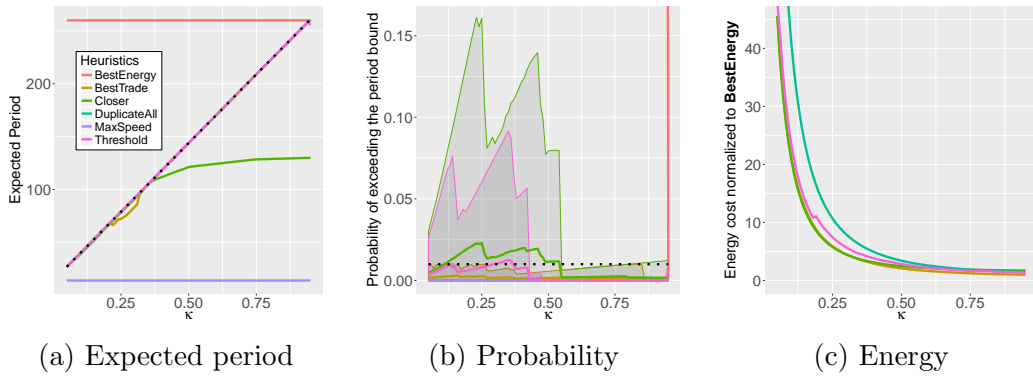 Expected Period
200
100
0.25
0.50
0.75
κ
Heuristics
BestEnergy
BestTrade
Closer
DuplicateAll
MaxSpeed
Threshold
(a) Expected period
Probability of exceeding the period bound
0.15
0.10
0.05
0.00
0.25
0.50
0.75
κ
(b) Probability
Energy cost normalized to BestEnergy
40
30
20
10
0
0.25
0.50
0.75
κ
(c) Energy